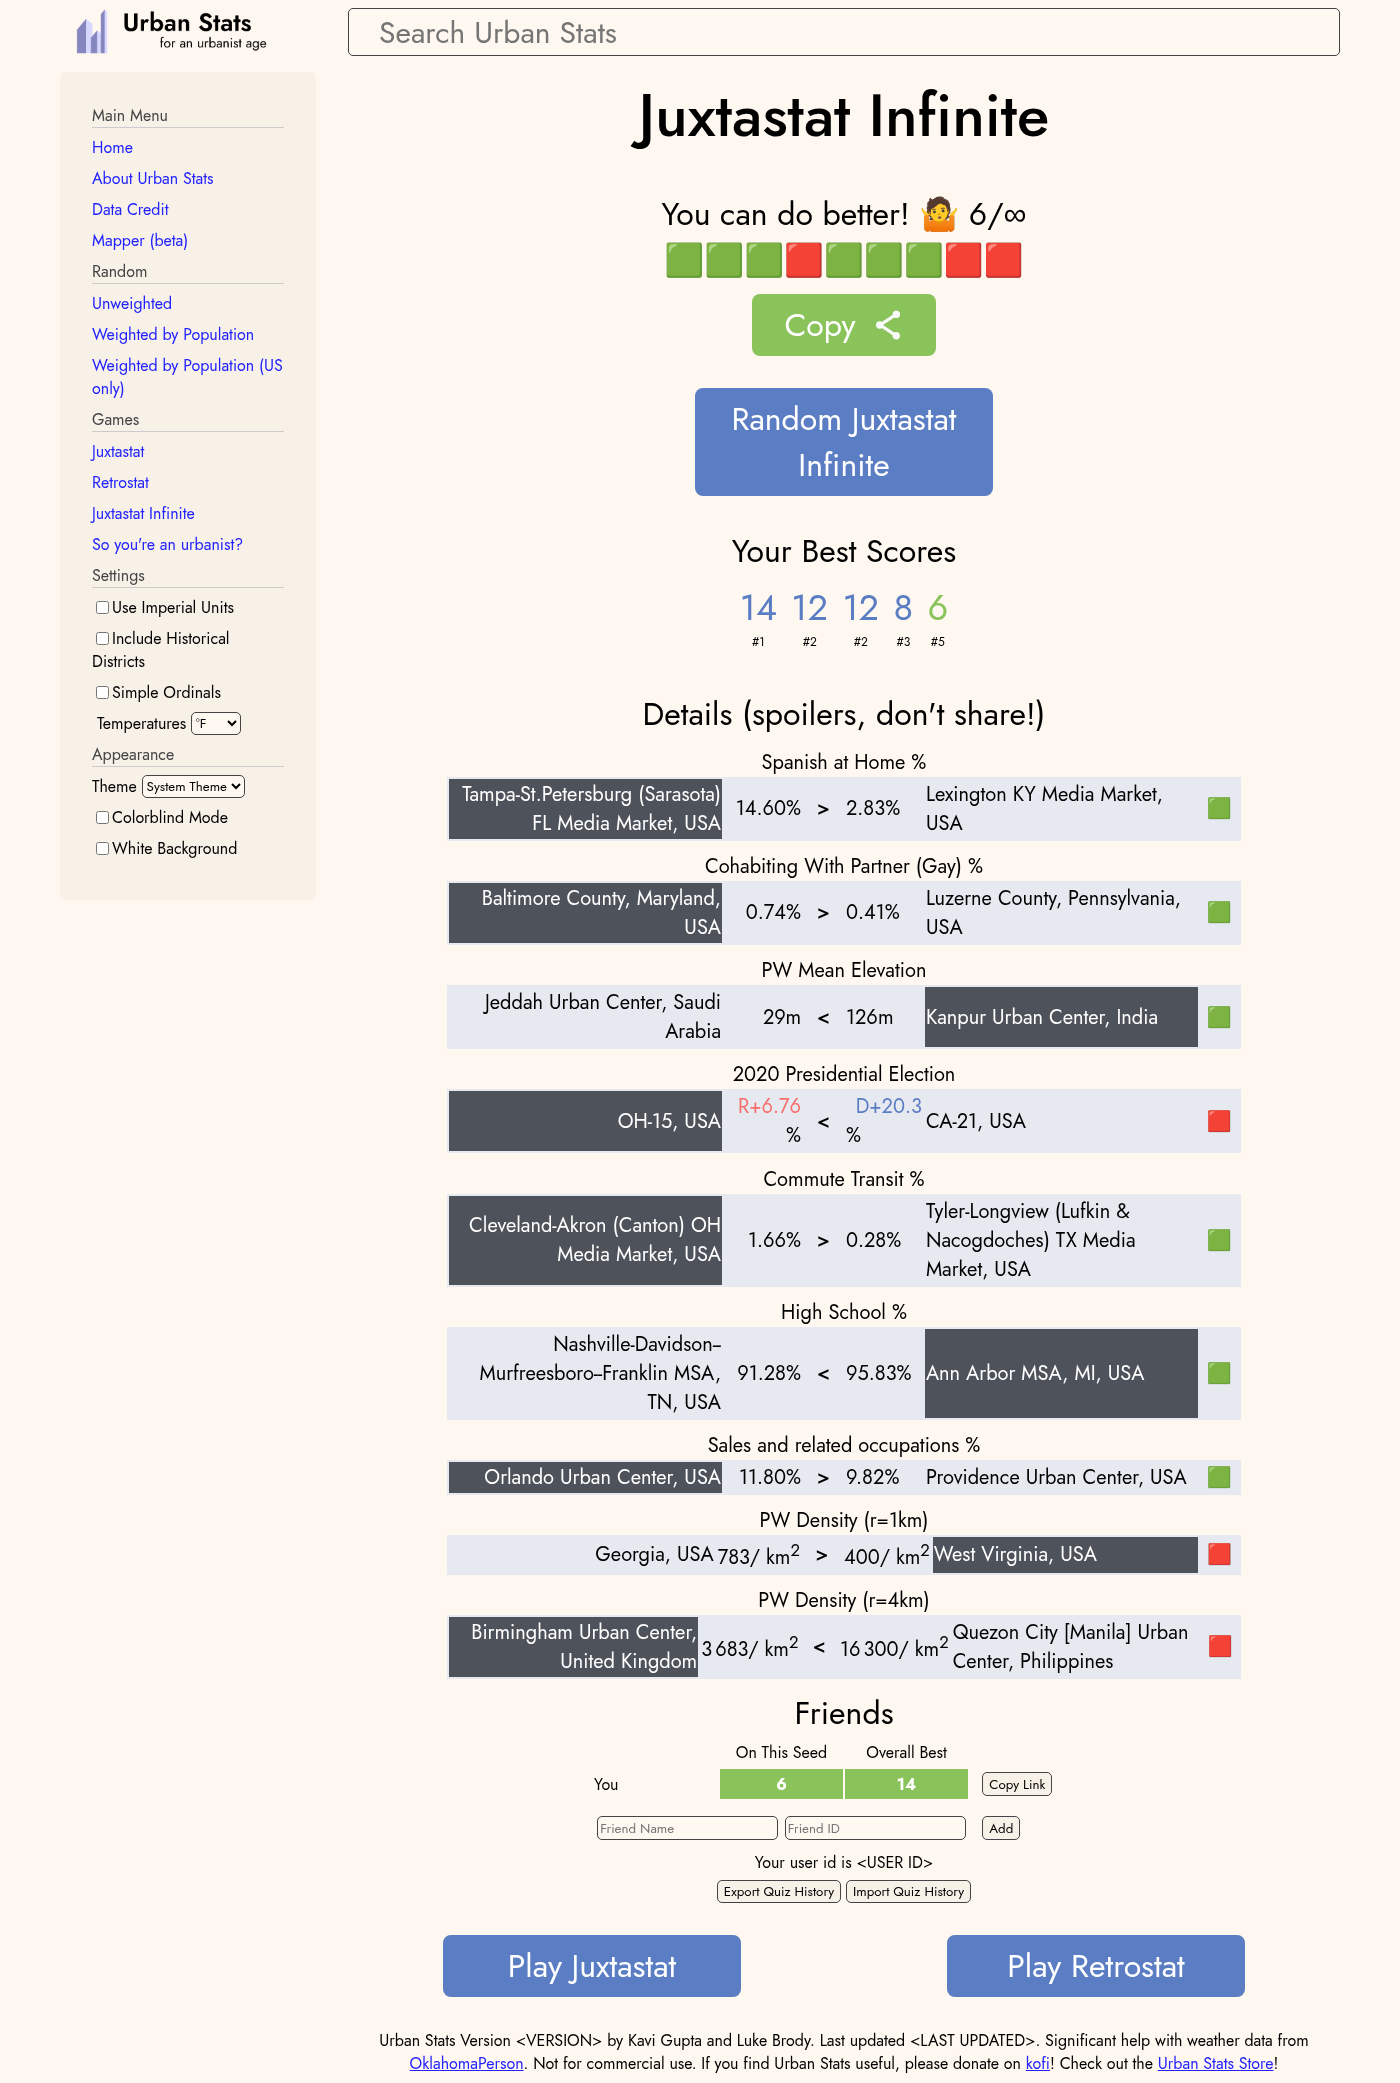 Urban Stats
for an urbanist age
Search Urban Stats
Main Menu
Home
About Urban Stats
Data Credit
Mapper (beta)
Random
Unweighted
Weighted by Population
Weighted by Population (US
only)
Games
Juxtastat
Retrostat
Juxtastat Infinite
So you're an urbanist?
Settings
Use Imperial Units
Include Historical
Districts
Simple Ordinals
Temperatures °F
Appearance
Theme System Theme
Colorblind Mode
White Background
Juxtastat Infinite
You can do better! 🤷 6/∞
🟩🟩🟩🟥🟩🟩🟩🟥🟥
Copy
Random Juxtastat
Infinite
Your Best Scores
14 12 12 8 6
#1 #2 #2 #3 #5
Details (spoilers, don't share!)
Spanish at Home %
Tampa-St.Petersburg (Sarasota)
FL Media Market, USA
14.60% > 2.83%
Lexington KY Media Market,
USA
Cohabiting With Partner (Gay) %
Baltimore County, Maryland,
USA
0.74% > 0.41%
Luzerne County, Pennsylvania,
USA
PW Mean Elevation
Jeddah Urban Center, Saudi
Arabia
29m < 126m
Kanpur Urban Center, India
2020 Presidential Election
OH-15, USA
R+6.76
%
<
D+20.3
%
CA-21, USA
Commute Transit %
Cleveland-Akron (Canton) OH
Media Market, USA
1.66% > 0.28%
Tyler-Longview (Lufkin &
Nacogdoches) TX Media
Market, USA
High School %
Nashville-Davidson--
Murfreesboro--Franklin MSA,
TN, USA
91.28% < 95.83%
Ann Arbor MSA, MI, USA
Sales and related occupations %
Orlando Urban Center, USA 11.80% > 9.82% Providence Urban Center, USA
PW Density (r=1km)
Georgia, USA 783/ km2 > 400/ km2 West Virginia, USA
PW Density (r=4km)
Birmingham Urban Center,
United Kingdom
3 683/ km2 < 16 300/ km2
Quezon City [Manila] Urban
Center, Philippines
Friends
On This Seed Overall Best
You 6 14 Copy Link
Friend Name Friend ID Add
Your user id is <USER ID>
Export Quiz History Import Quiz History
Play Juxtastat Play Retrostat
Urban Stats Version <VERSION> by Kavi Gupta and Luke Brody. Last updated <LAST UPDATED>. Significant help with weather data from
OklahomaPerson. Not for commercial use. If you find Urban Stats useful, please donate on kofi! Check out the Urban Stats Store!